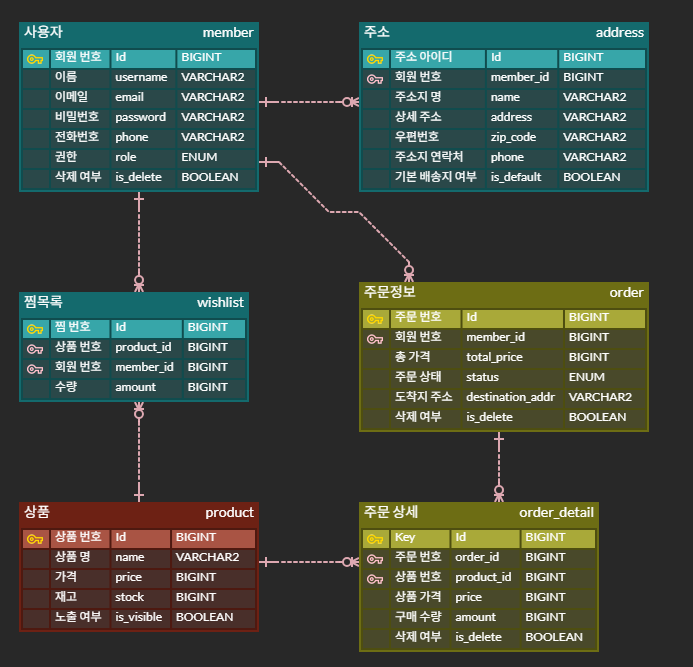 사용자 member
회원 번호 Id BIGINT
이름 username VARCHAR2
이메일 email VARCHAR2
비밀번호 password VARCHAR2
전화번호 phone VARCHAR2
권한 role ENUM
삭제 여부 is_delete BOOLEAN
주소 address
주소 아이디 Id BIGINT
회원 번호 member_id BIGINT
주소지 명 name VARCHAR2
상세 주소 address VARCHAR2
우편번호 zip_code VARCHAR2
주소지 연락처 phone VARCHAR2
기본 배송지 여부 is_default BOOLEAN
찜목록 wishlist
찜 번호 Id BIGINT
상품 번호 product_id BIGINT
회원 번호 member_id BIGINT
수량 amount BIGINT
주문정보 order
주문 번호 Id BIGINT
회원 번호 member_id BIGINT
총 가격 total_price BIGINT
주문 상태 status ENUM
도착지 주소 destination_addr VARCHAR2
삭제 여부 is_delete BOOLEAN
상품 product
상품 번호 Id BIGINT
상품 명 name VARCHAR2
가격 price BIGINT
재고 stock BIGINT
노출 여부 is_visible BOOLEAN
주문 상세 order_detail
Key Id BIGINT
주문 번호 order_id BIGINT
상품 번호 product_id BIGINT
상품 가격 price BIGINT
구매 수량 amount BIGINT
삭제 여부 is_delete BOOLEAN